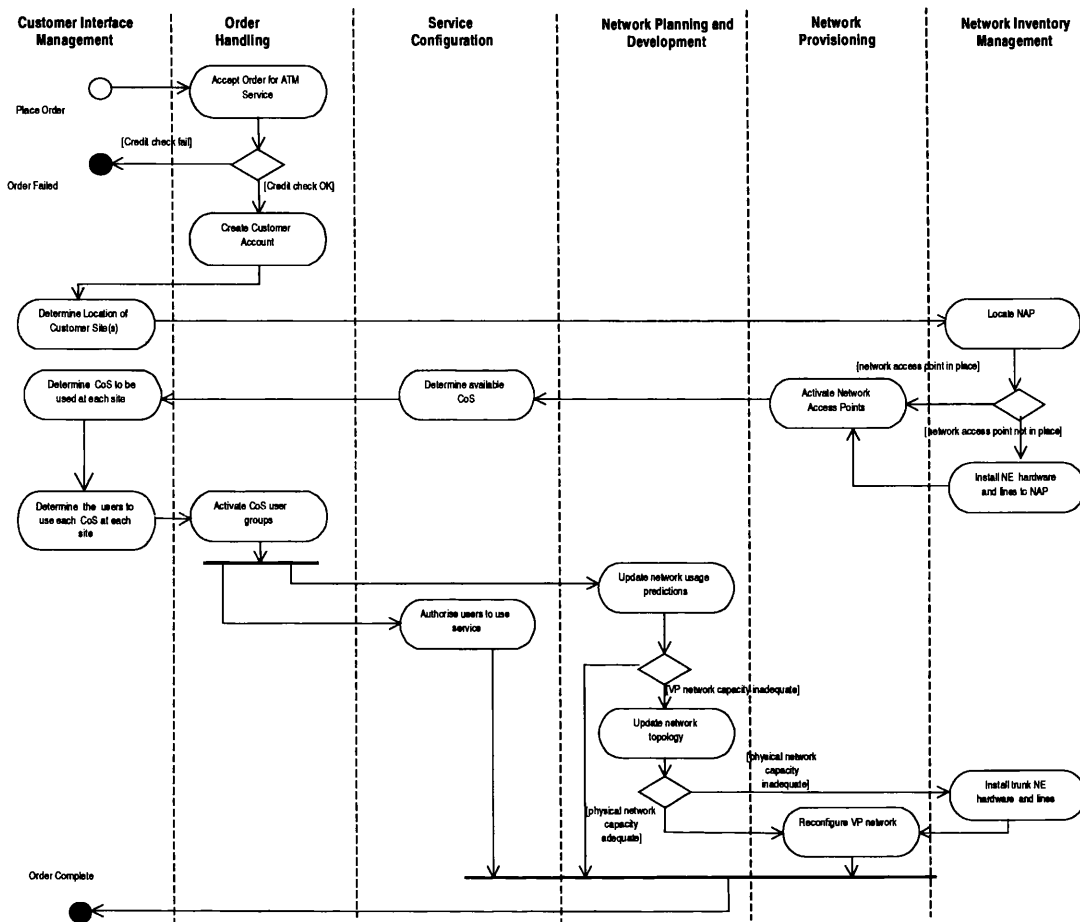 Customer Interface
Management
Order
Handling
Service
Configuration
Network Planning and
Development
Network
Provisioning
Network Inventory
Management
Accept Order for ATM
Service
Place Order
[Credit check fail]
Order Failed
[Credit check OK]
Create Customer
Account
Determine Location of
Customer Site(s)
Locate NAP
[network access point in place]
Determine CoS to be
used at each site
Determine available
CoS
Activate Network
Access Points
[network access point not in place]
Install NE hardware
and lines to NAP
Determine the users to
use each CoS at each
site
Activate CoS user
groups
Update network usage
predictions
Authorise users to use
service
[VP network capacity inadequate]
Update network
topology
[physical network
capacity
inadequate]
Install trunk NE
hardware and lines
[physical network
capacity
adequate]
Reconfigure VP network
Order Complete